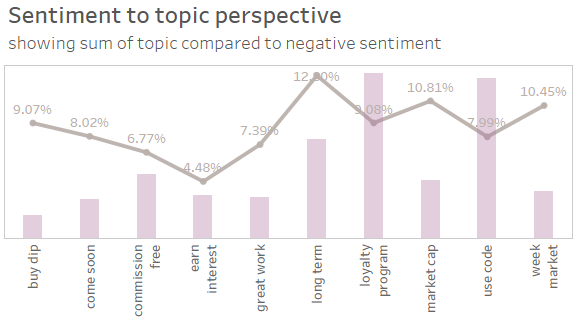 Sentiment to topic perspective
showing sum of topic compared to negative sentiment
9.07%
8.02%
6.77%
4.48%
7.39%
9.08%
10.81%
7.99%
10.45%
buy dip
come soon
commission
free
earn
interest
great work
long term
loyalty
program
market cap
use code
week
market